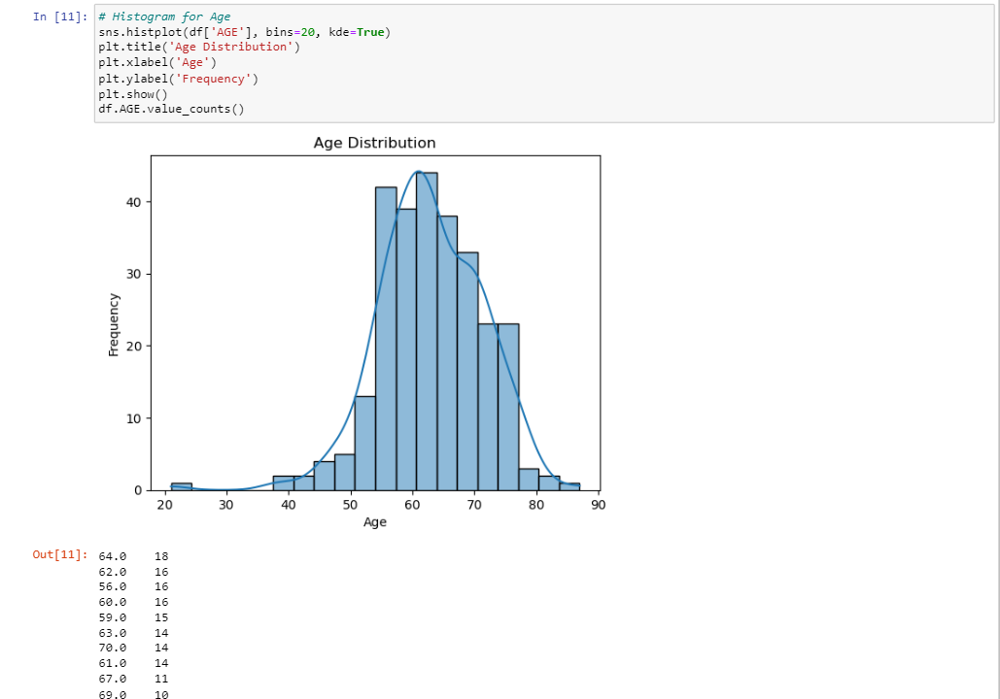 In [11]: # Histogram for Age
sns.histplot(df['AGE'], bins=20, kde=True)
plt.title('Age Distribution')
plt.xlabel('Age')
plt.ylabel('Frequency')
plt.show()
df.AGE.value_counts()
Age Distribution
40
30
20
10
0
Frequency
20 30 40 50 60 70 80 90
Age
Out[11]: 64.0 18
62.0 16
56.0 16
60.0 16
59.0 15
63.0 14
70.0 14
61.0 14
67.0 11
69.0 10